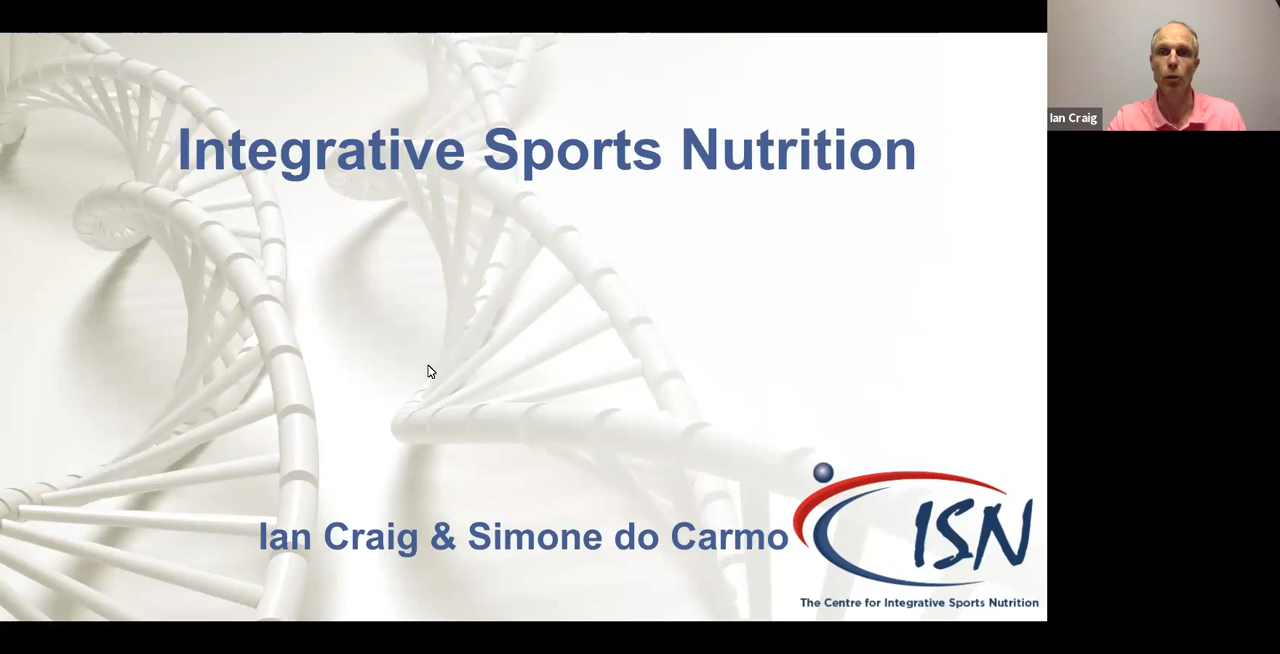 Integrative Sports Nutrition
Ian Craig
Ian Craig & Simone do Carmo
ISN
The Centre for Integrative Sports Nutrition